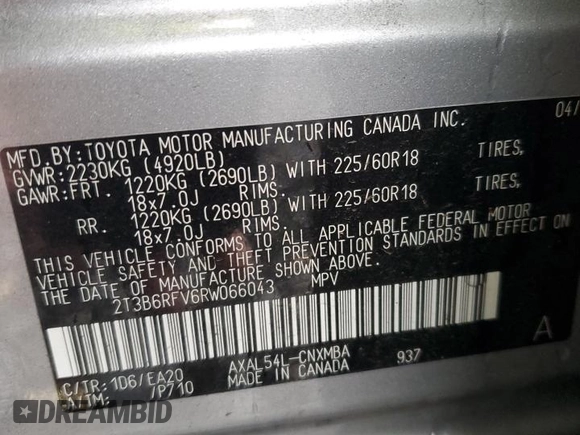 MFD. BY: TOYOTA MOTOR MANUFACTURING CANADA INC. 04/
GVWR: 2230KG (4920LB)
GAWR: FRT. 1220KG (2690LB) WITH 225/60R18 TIRES,
18x7.0J RIMS.
RR. 1220KG (2690LB) WITH 225/60R18 TIRES,
18x7.0J RIMS.
THIS VEHICLE CONFORMS TO ALL APPLICABLE FEDERAL MOTOR
VEHICLE SAFETY AND THEFT PREVENTION STANDARDS IN EFFECT ON
THE DATE OF MANUFACTURE SHOWN ABOVE.
2T3B6RFV6RW066043 MPV
A
C/TR: 1D6/EA20 AXAL54L-CNXMBA 937
/P710 MADE IN CANADA
DIDBID.COM